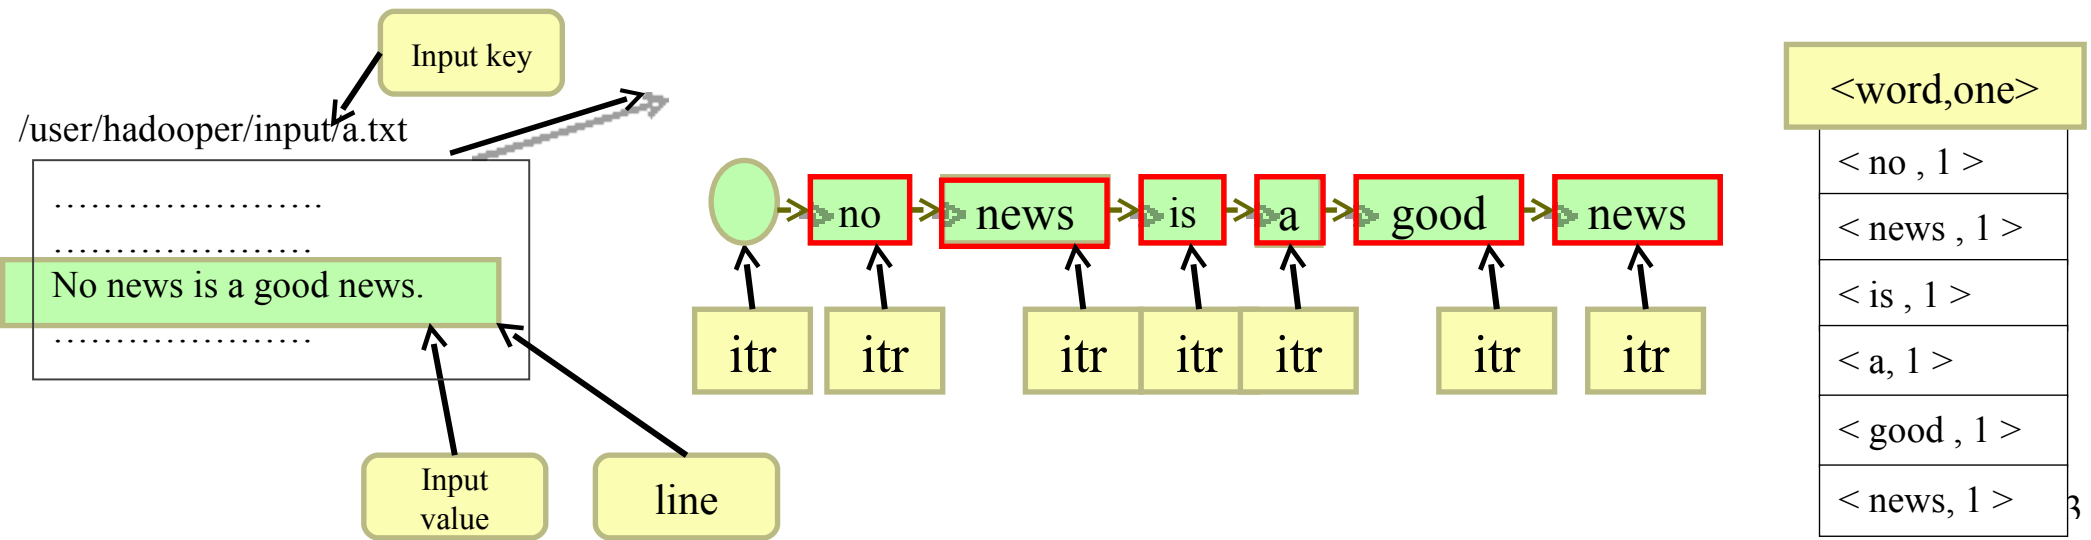 Input key
/user/hadooper/input/a.txt
…………………….
…………………
No news is a good news.
…………………
Input
value
line
no news is a good news
itr itr itr itr itr itr itr
<word,one>
< no , 1 >
< news , 1 >
< is , 1 >
< a, 1 >
< good , 1 >
< news, 1 >